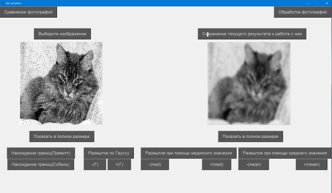 Сравнение фотографий
Обработка фотографий
Выберите изображение
Сохранение текущего результата и работа с ним
Показать в полном размере
Показать в полном размере
Нахождение границ(Превитт)
Размытие по Гауссу
Размытие при помощи медианного значения
Размытие при помощи среднего значения
Нахождение границ(Собель)
-(Г)
+(Г)
-(med)
+(med)
-(mean)
+(mean)